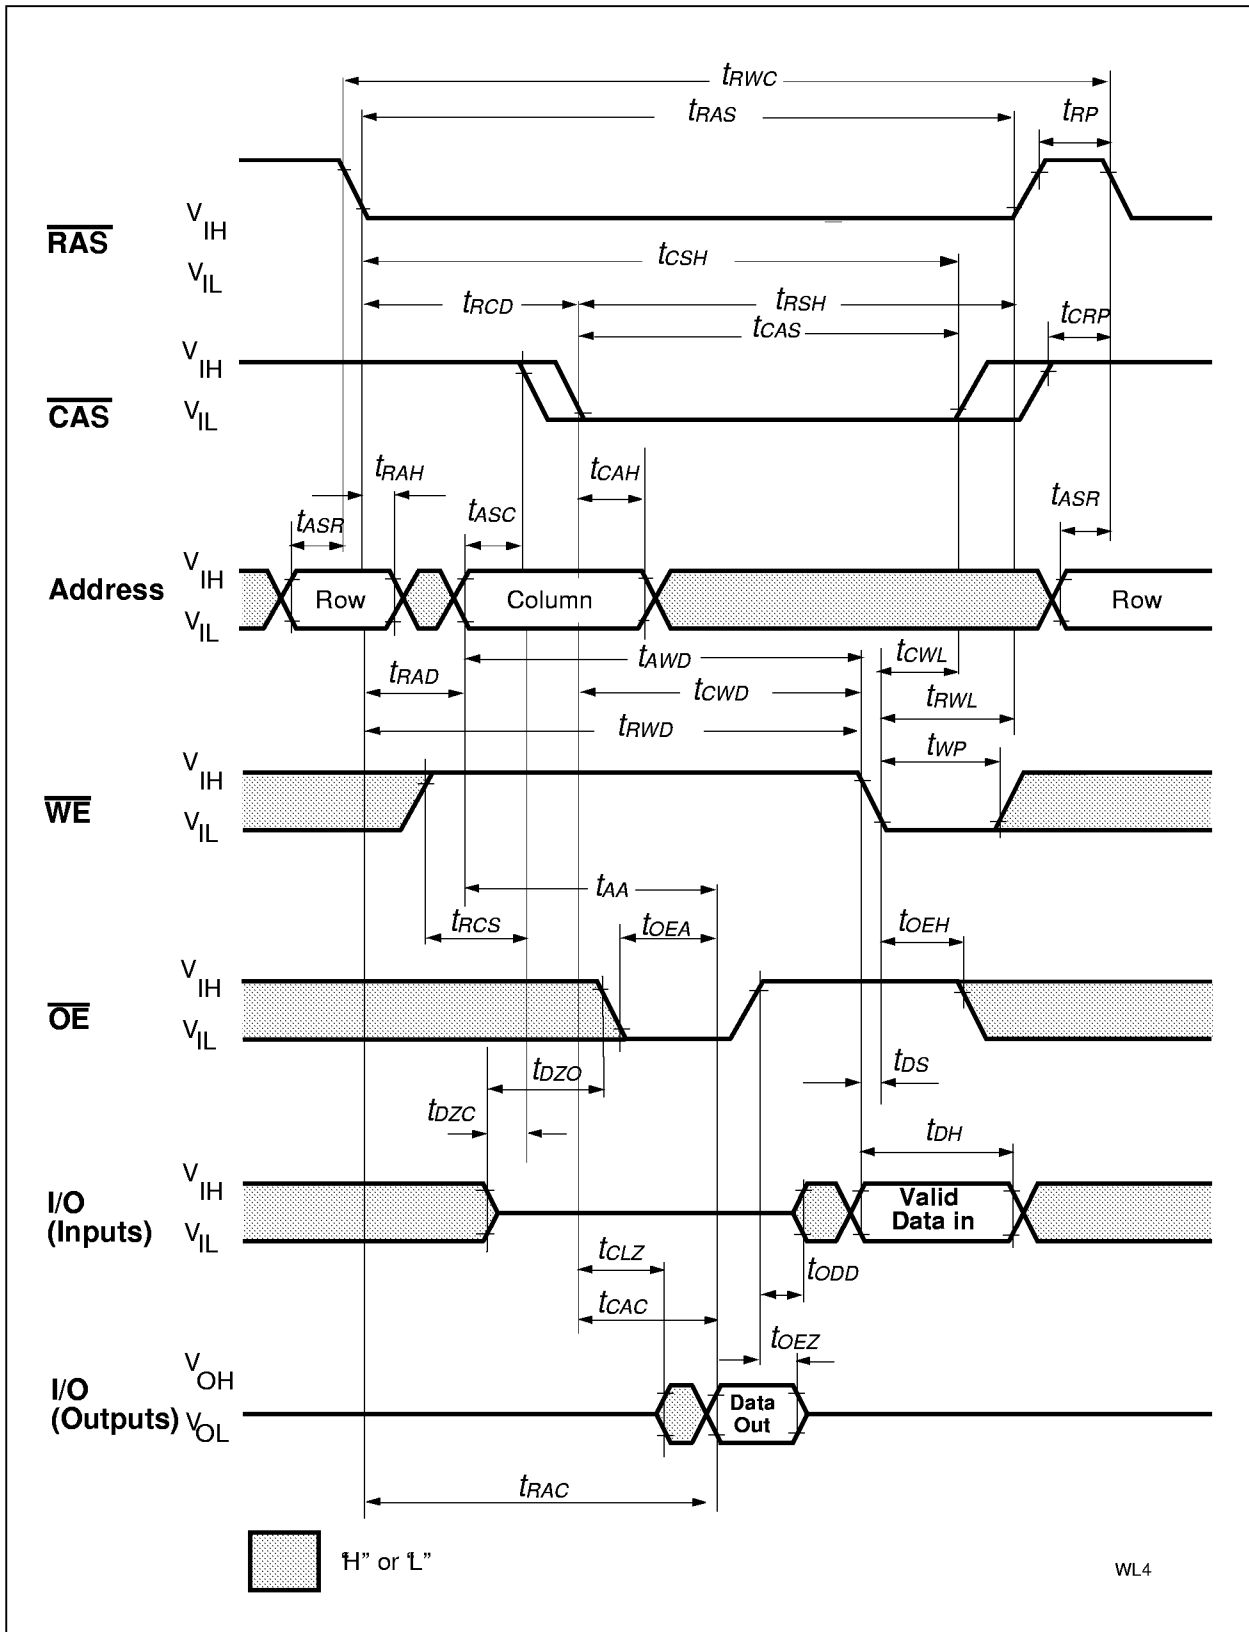 tRWC
tRAS
tRP
VIH
RAS
VIL
tCSH
tRCD
tRSH
tCAS
tCRP
VIH
CAS
VIL
tRAH
tCAH
tASR
tASC
tASR
Address
VIH
VIL
Row
Column
Row
tAWD
tCWL
tRAD
tCWD
tRWL
tRWD
tWP
VIH
WE
VIL
tAA
tRCS
tOEA
tOEH
VIH
OE
VIL
tDZO
tDS
tDZC
tDH
VIH
I/O
(Inputs)
VIL
Valid
Data in
tCLZ
tODD
tCAC
tOEZ
VOH
I/O
(Outputs)
VOL
Data
Out
tRAC
“H” or “L”
WL4